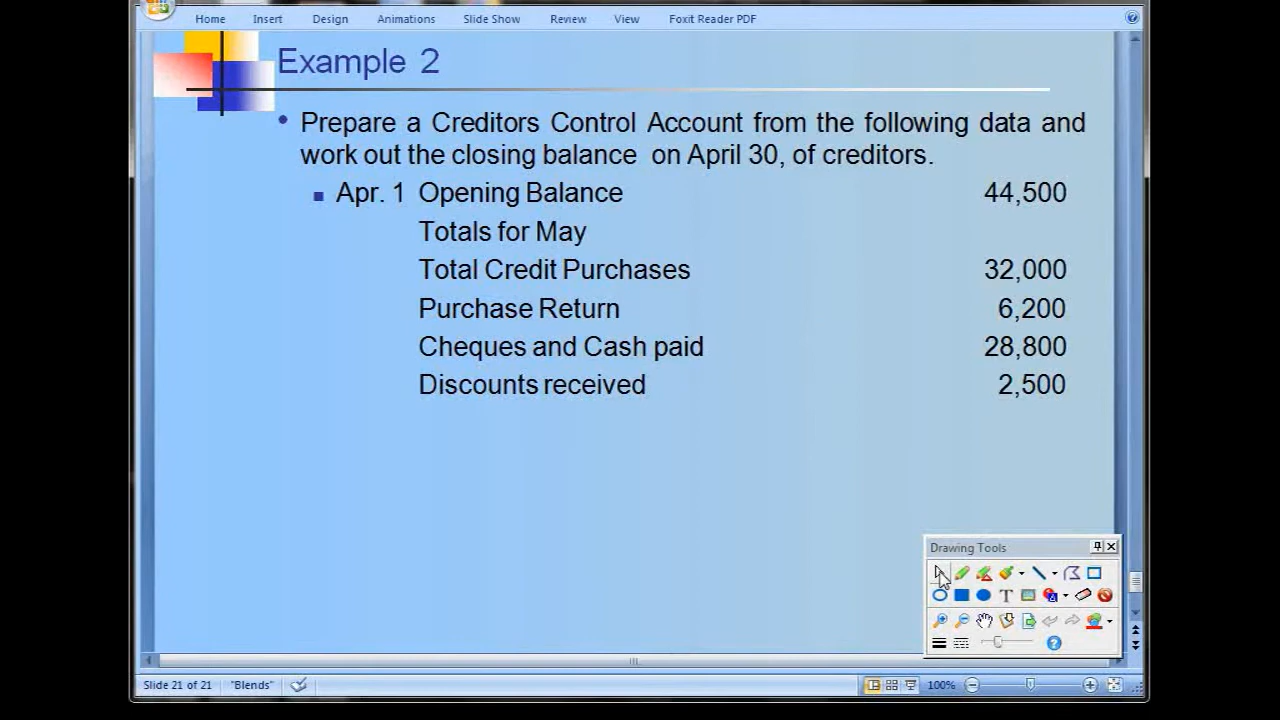 Home Insert Design Animations Slide Show Review View Foxit Reader PDF
Example 2
• Prepare a Creditors Control Account from the following data and
work out the closing balance on April 30, of creditors.
Apr. 1 Opening Balance 44,500
Totals for May
Total Credit Purchases 32,000
Purchase Return 6,200
Cheques and Cash paid 28,800
Discounts received 2,500
Drawing Tools
Slide 21 of 21 "Blends" 100%